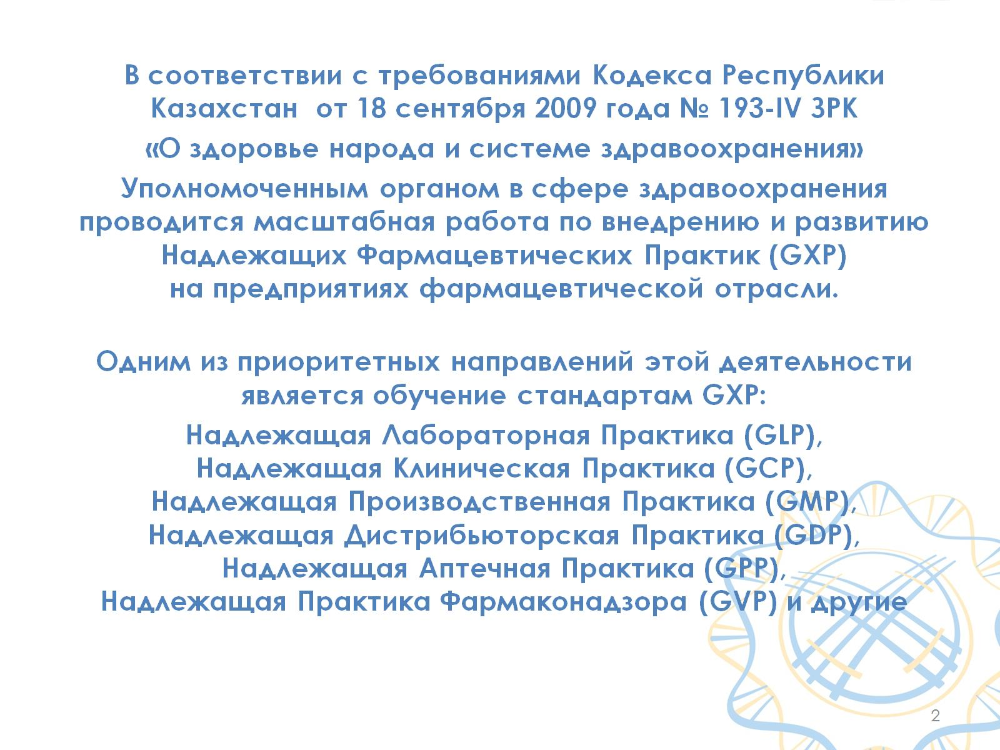 В соответствии с требованиями Кодекса Республики
Казахстан  от 18 сентября 2009 года № 193-IV ЗРК
«О здоровье народа и системе здравоохранения»
Уполномоченным органом в сфере здравоохранения
проводится масштабная работа по внедрению и развитию
Надлежащих Фармацевтических Практик (GXP)
на предприятиях фармацевтической отрасли.
Одним из приоритетных направлений этой деятельности
является обучение стандартам GXP:
Надлежащая Лабораторная Практика (GLP),
Надлежащая Клиническая Практика (GCP),
Надлежащая Производственная Практика (GMP),
Надлежащая Дистрибьюторская Практика (GDP),
Надлежащая Аптечная Практика (GPP),
Надлежащая Практика Фармаконадзора (GVP) и другие
2